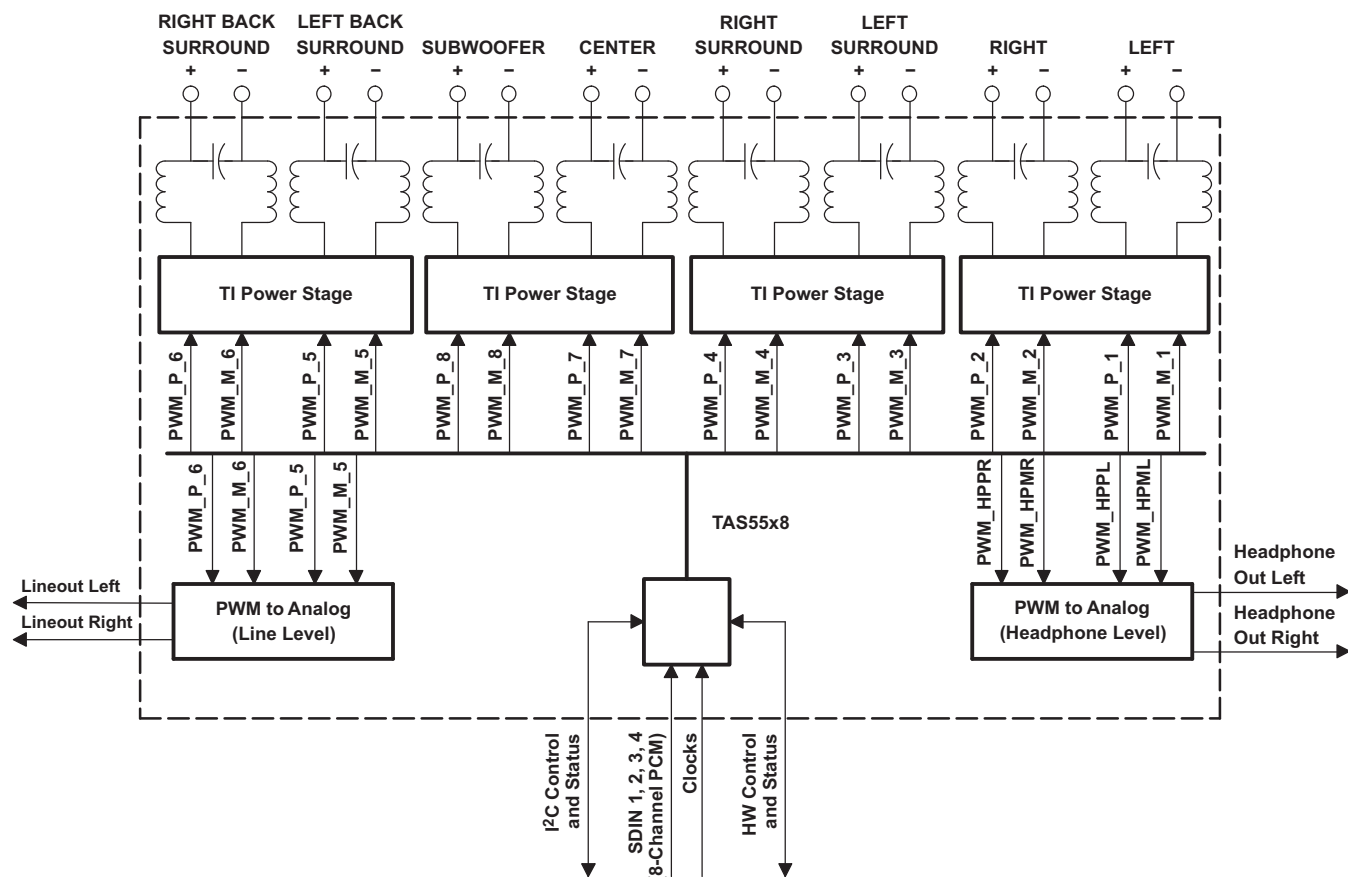 RIGHT BACK
SURROUND
LEFT BACK
SURROUND
SUBWOOFER
CENTER
RIGHT
SURROUND
LEFT
SURROUND
RIGHT
LEFT
+ − + − + − + − + − + − + − + −
TI Power Stage
TI Power Stage
TI Power Stage
TI Power Stage
PWM_P_6
PWM_M_6
PWM_P_5
PWM_M_5
PWM_P_8
PWM_M_8
PWM_P_7
PWM_M_7
PWM_P_4
PWM_M_4
PWM_P_3
PWM_M_3
PWM_P_2
PWM_M_2
PWM_P_1
PWM_M_1
PWM_P_6
PWM_M_6
PWM_P_5
PWM_M_5
TAS55x8
PWM_HPPR
PWM_HPMR
PWM_HPPL
PWM_HPML
Lineout Left
Lineout Right
PWM to Analog
(Line Level)
PWM to Analog
(Headphone Level)
Headphone
Out Left
Headphone
Out Right
I²C Control
and Status
SDIN 1, 2, 3, 4
(8-Channel PCM)
Clocks
HW Control
and Status